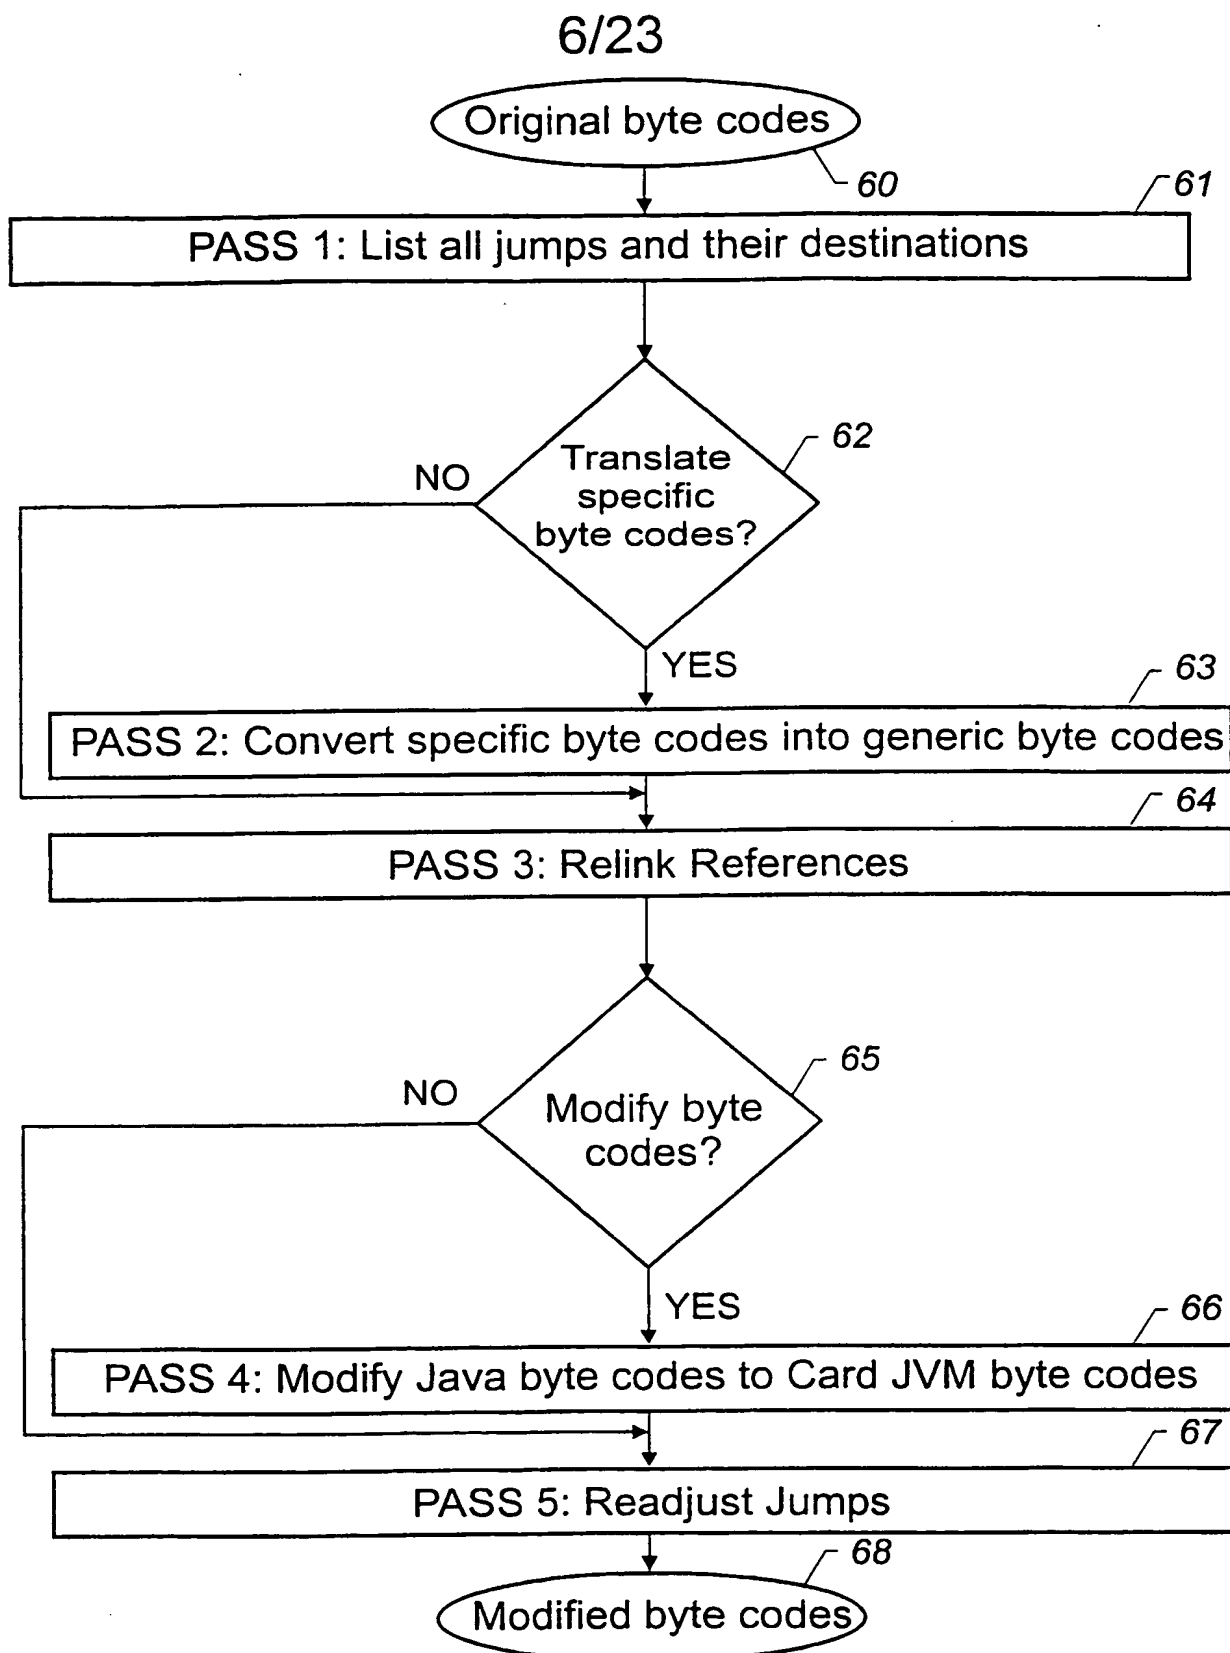 6/23
Original byte codes
60
61
PASS 1: List all jumps and their destinations
62
Translate
specific
byte codes?
NO
YES
63
PASS 2: Convert specific byte codes into generic byte codes
64
PASS 3: Relink References
65
NO
Modify byte
codes?
YES
66
PASS 4: Modify Java byte codes to Card JVM byte codes
67
PASS 5: Readjust Jumps
68
Modified byte codes